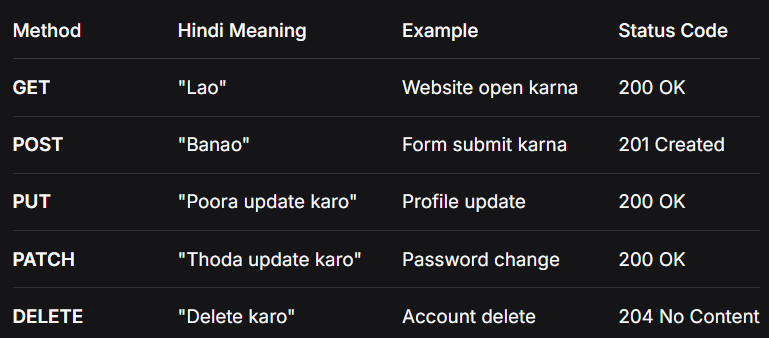 Method Hindi Meaning Example Status Code
GET "Lao" Website open karna 200 OK
POST "Banao" Form submit karna 201 Created
PUT "Poora update karo" Profile update 200 OK
PATCH "Thoda update karo" Password change 200 OK
DELETE "Delete karo" Account delete 204 No Content